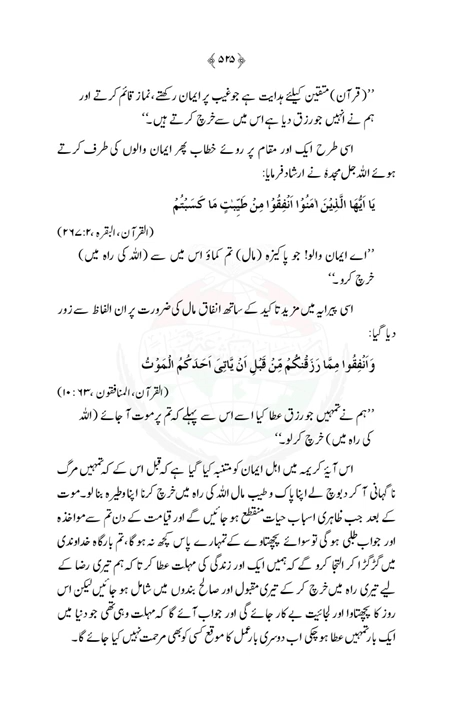 ﴿۵۲۵﴾
’’(قرآن) متقین کیلئے ہدایت ہے جو غیب پر ایمان رکھتے، نماز قائم کرتے اور
ہم نے انہیں جو رزق دیا ہے اس میں سے خرچ کرتے ہیں۔‘‘
اسی طرح ایک اور مقام پر روئے خطاب پھر ایمان والوں کی طرف کرتے
ہوئے اللہ جل مجدہٗ نے ارشاد فرمایا:
یَا اَیُّهَا الَّذِیْنَ اٰمَنُوْا اَنْفِقُوْا مِنْ طَیِّبٰتِ مَا كَسَبْتُمْ
(القرآن، البقرہ، ۲:۲۶۷)
’’اے ایمان والو! جو پاکیزہ (مال) تم کماؤ اس میں سے (اللہ کی راہ میں)
خرچ کرو۔‘‘
اسی پیرایہ میں مزید تاکید کے ساتھ انفاق مال کی ضرورت پر ان الفاظ سے زور
دیا گیا:
وَاَنْفِقُوا مِمَّا رَزَقْنٰكُمْ مِّنْ قَبْلِ اَنْ یَّاتِیَ اَحَدَكُمُ الْمَوْتُ
(القرآن، المنافقون، ۶۳:۱۰)
’’ہم نے تمہیں جو رزق عطا کیا اسے اس سے پہلے کہ تم پر موت آ جائے (اللہ
کی راہ میں) خرچ کر لو۔‘‘
اس آیۂ کریمہ میں اہل ایمان کو متنبہ کیا گیا ہے کہ قبل اس کے کہ تمہیں مرگ
ناگہانی آ کر دبوچ لے اپنا پاک و طیب مال اللہ کی راہ میں خرچ کرنا اپنا وطیرہ بنا لو۔ موت
کے بعد جب ظاہری اسباب حیات منقطع ہو جائیں گے اور قیامت کے دن تم سے مواخذہ
اور جواب طلبی ہو گی تو سوائے پچھتاوے کے تمہارے پاس کچھ نہ ہو گا، تم بارگاہ خداوندی
میں گڑگڑا کر التجا کرو گے کہ ہمیں ایک اور زندگی کی مہلت عطا کر تا کہ ہم تیری رضا کے
لیے تیری راہ میں خرچ کر کے تیری مقبول اور صالح بندوں میں شامل ہو جائیں لیکن اس
روز کا پچھتاوا اور لجائیت بے کار جائے گی اور جواب آئے گا کہ مہلت وہی تھی جو دنیا میں
ایک بار تمہیں عطا ہو چکی اب دوسری بار عمل کا موقع کسی کو بھی مرحمت نہیں کیا جائے گا۔